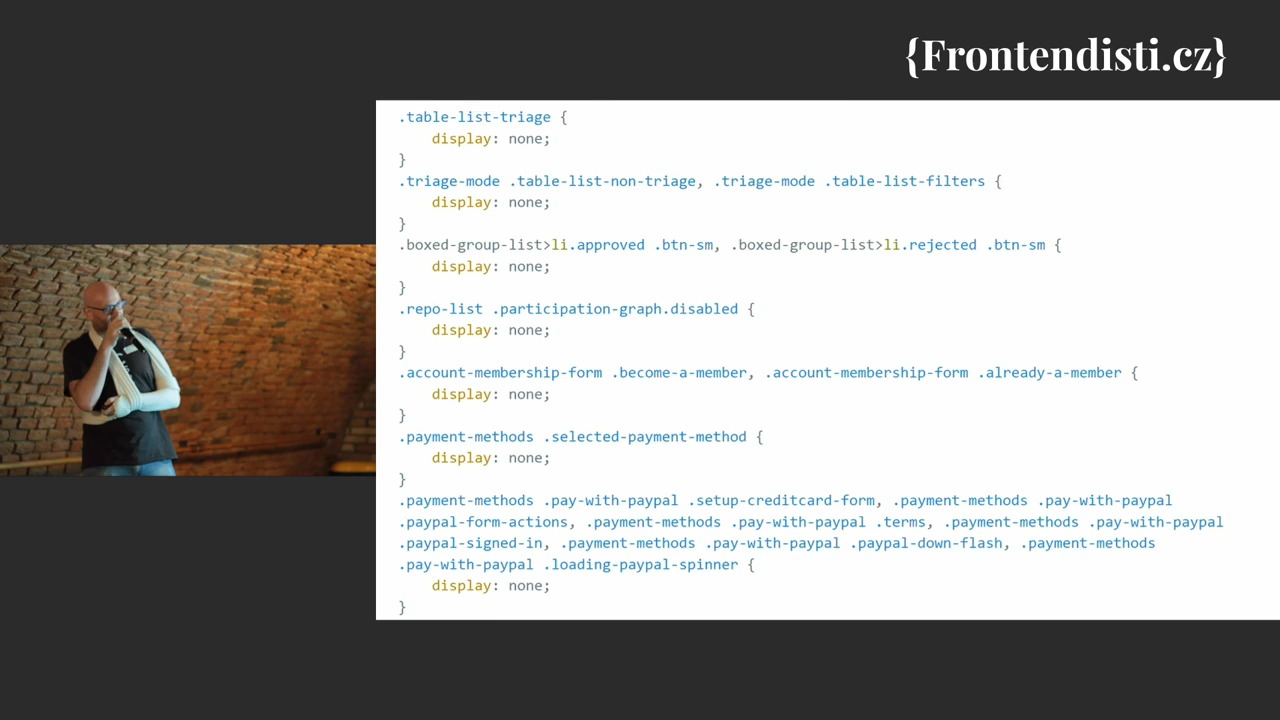 {Frontendisti.cz}
.table-list-triage {
display: none;
}
.triage-mode .table-list-non-triage, .triage-mode .table-list-filters {
display: none;
}
.boxed-group-list>li.approved .btn-sm, .boxed-group-list>li.rejected .btn-sm {
display: none;
}
.repo-list .participation-graph.disabled {
display: none;
}
.account-membership-form .become-a-member, .account-membership-form .already-a-member {
display: none;
}
.payment-methods .selected-payment-method {
display: none;
}
.payment-methods .pay-with-paypal .setup-creditcard-form, .payment-methods .pay-with-paypal
.paypal-form-actions, .payment-methods .pay-with-paypal .terms, .payment-methods .pay-with-paypal
.paypal-signed-in, .payment-methods .pay-with-paypal .paypal-down-flash, .payment-methods
.pay-with-paypal .loading-paypal-spinner {
display: none;
}